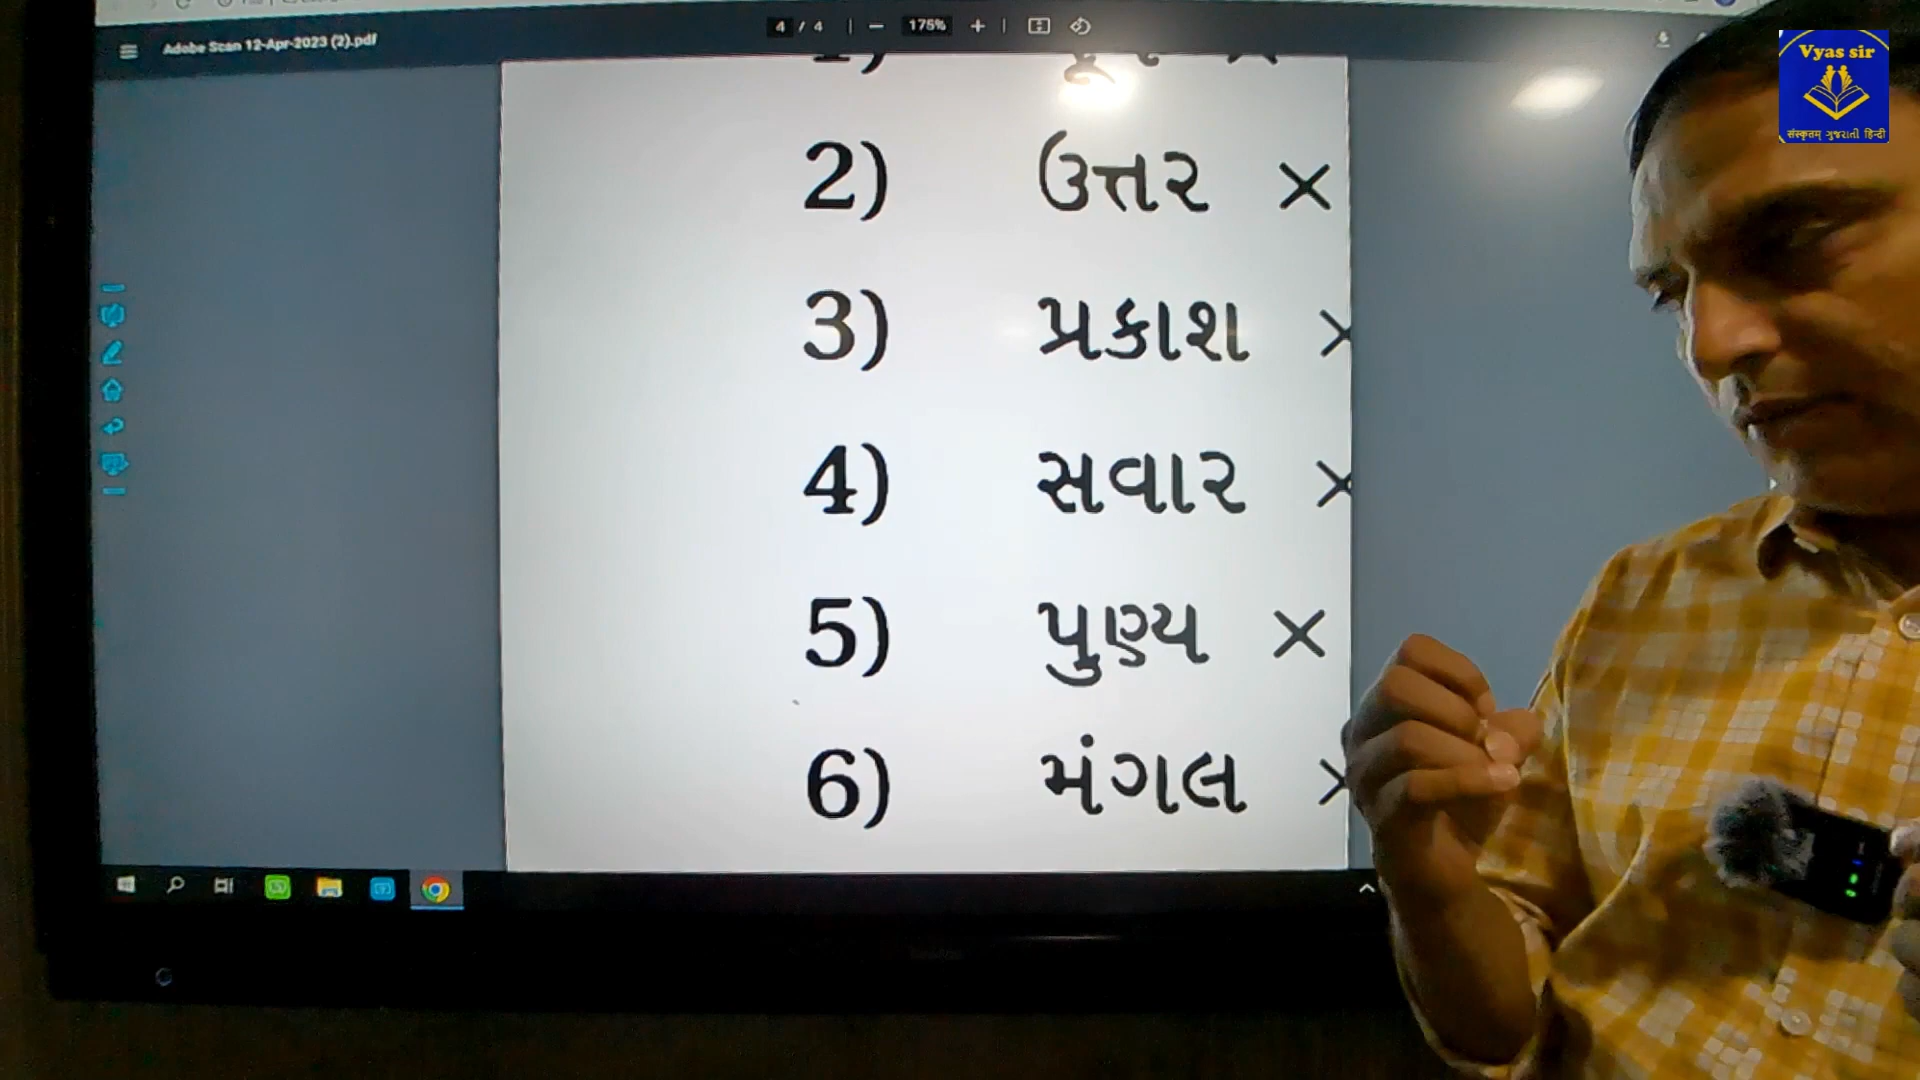 Adobe Scan 12-Apr-2023 (2).pdf
4 / 4 | − 175% + |
2) ઉત્તર ×
3) પ્રકાશ ×
4) સવાર ×
5) પુણ્ય ×
6) મંગલ ×
Vyas sir
संस्कृतम् ગુજરાતી हिन्दी